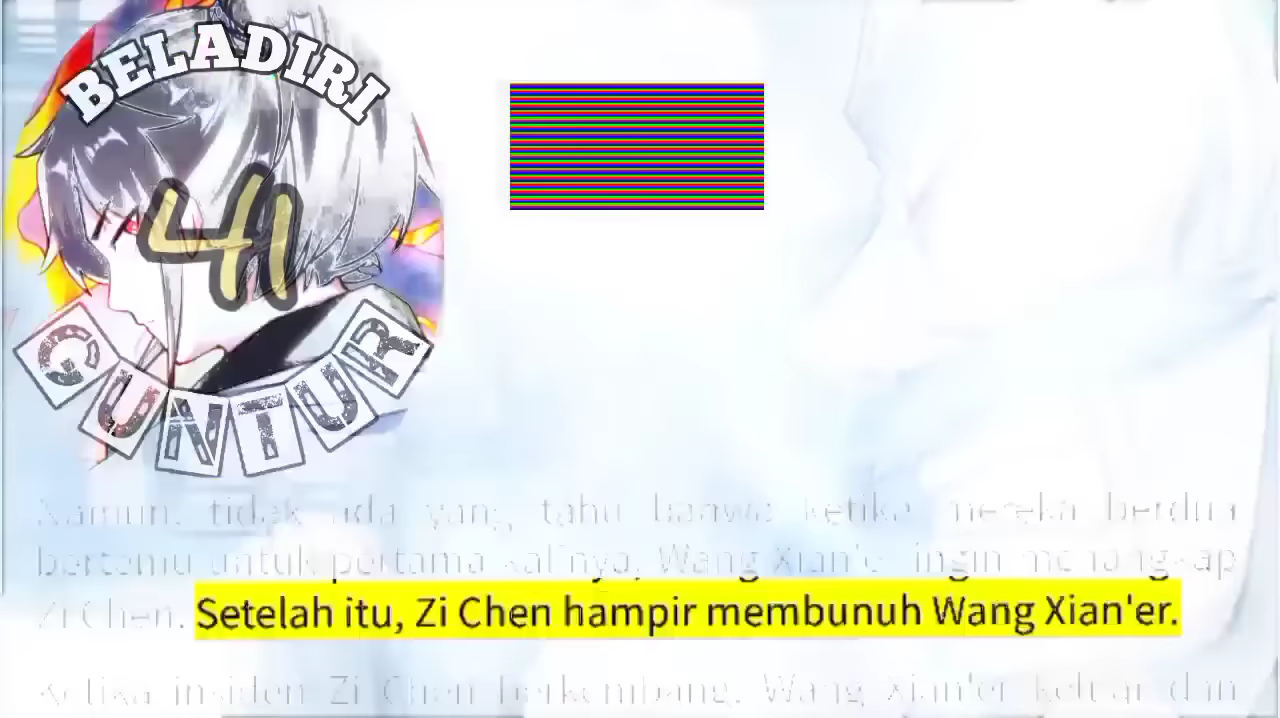 BELADIRI
41
GUNTUR
Namun, tidak ada yang tahu bahwa ketika mereka berdua
bertemu untuk pertama kalinya, Wang Xian'er ingin menangkap
Zi Chen. Setelah itu, Zi Chen hampir membunuh Wang Xian'er.
Ketika insiden Zi Chen berkembang, Wang Xian'er keluar dan